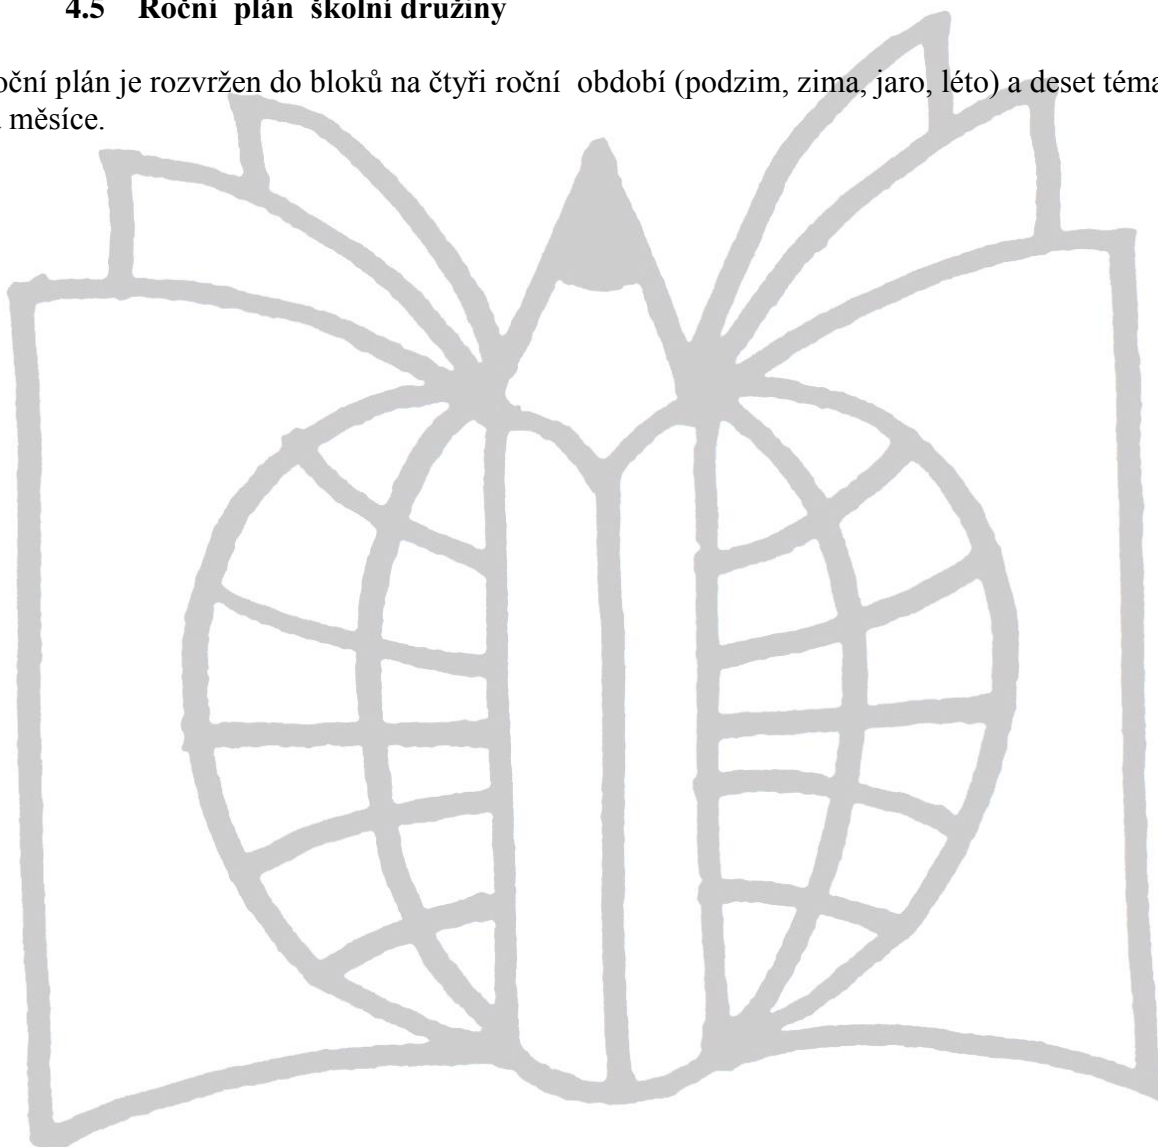 4.5 Roční plán školní družiny
oční plán je rozvržen do bloků na čtyři roční období (podzim, zima, jaro, léto) a deset téma
měsíce.